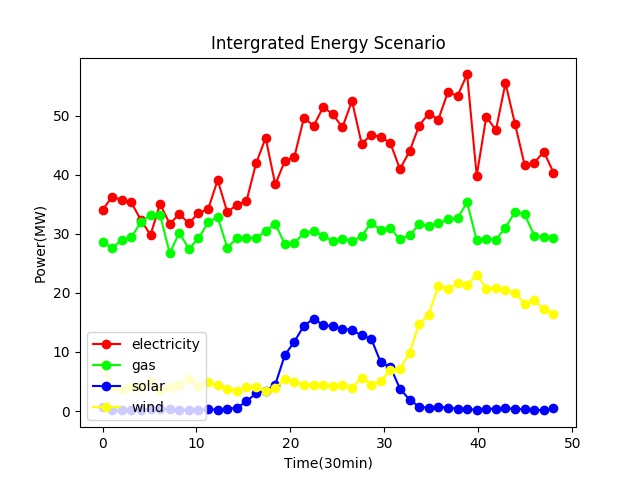 Intergrated Energy Scenario
Power(MW)
50
40
30
20
10
0
electricity
gas
solar
wind
0 10 20 30 40 50
Time(30min)